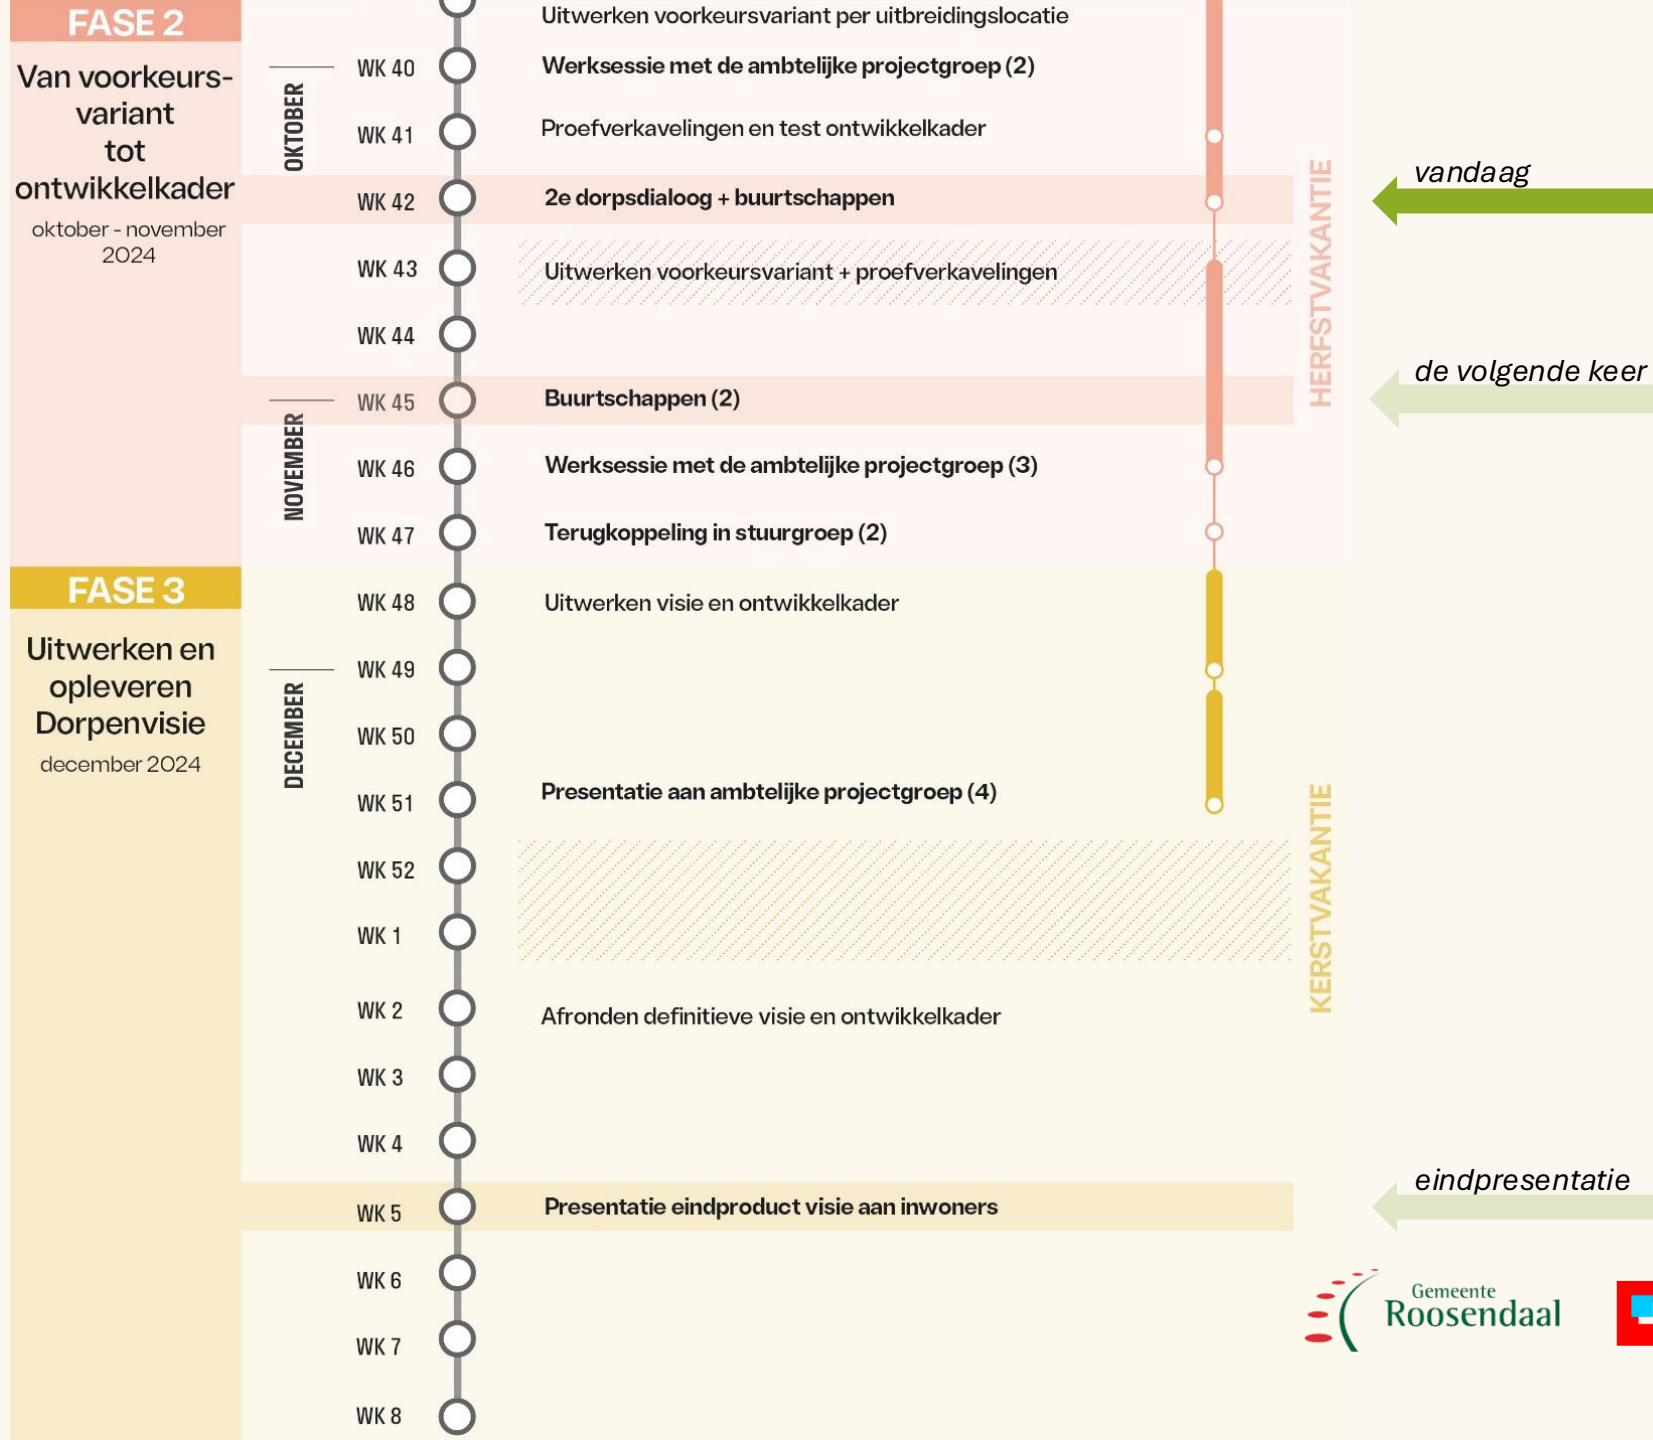 FASE 2
Van voorkeurs-
variant
tot
ontwikkelkader
oktober - november
2024
OKTOBER
Uitwerken voorkeursvariant per uitbreidingslocatie
WK 40 Werksessie met de ambtelijke projectgroep (2)
WK 41 Proefverkavelingen en test ontwikkelkader
WK 42 2e dorpsdialoog + buurtschappen
vandaag
WK 43 Uitwerken voorkeursvariant + proefverkavelingen
HERFSTVAKANTIE
WK 44
NOVEMBER
WK 45 Buurtschappen (2)
de volgende keer
WK 46 Werksessie met de ambtelijke projectgroep (3)
WK 47 Terugkoppeling in stuurgroep (2)
FASE 3
Uitwerken en
opleveren
Dorpenvisie
december 2024
WK 48 Uitwerken visie en ontwikkelkader
DECEMBER
WK 49
WK 50
WK 51 Presentatie aan ambtelijke projectgroep (4)
KERSTVAKANTIE
WK 52
WK 1
WK 2 Afronden definitieve visie en ontwikkelkader
WK 3
WK 4
WK 5 Presentatie eindproduct visie aan inwoners
eindpresentatie
WK 6
WK 7
WK 8
Gemeente
Roosendaal